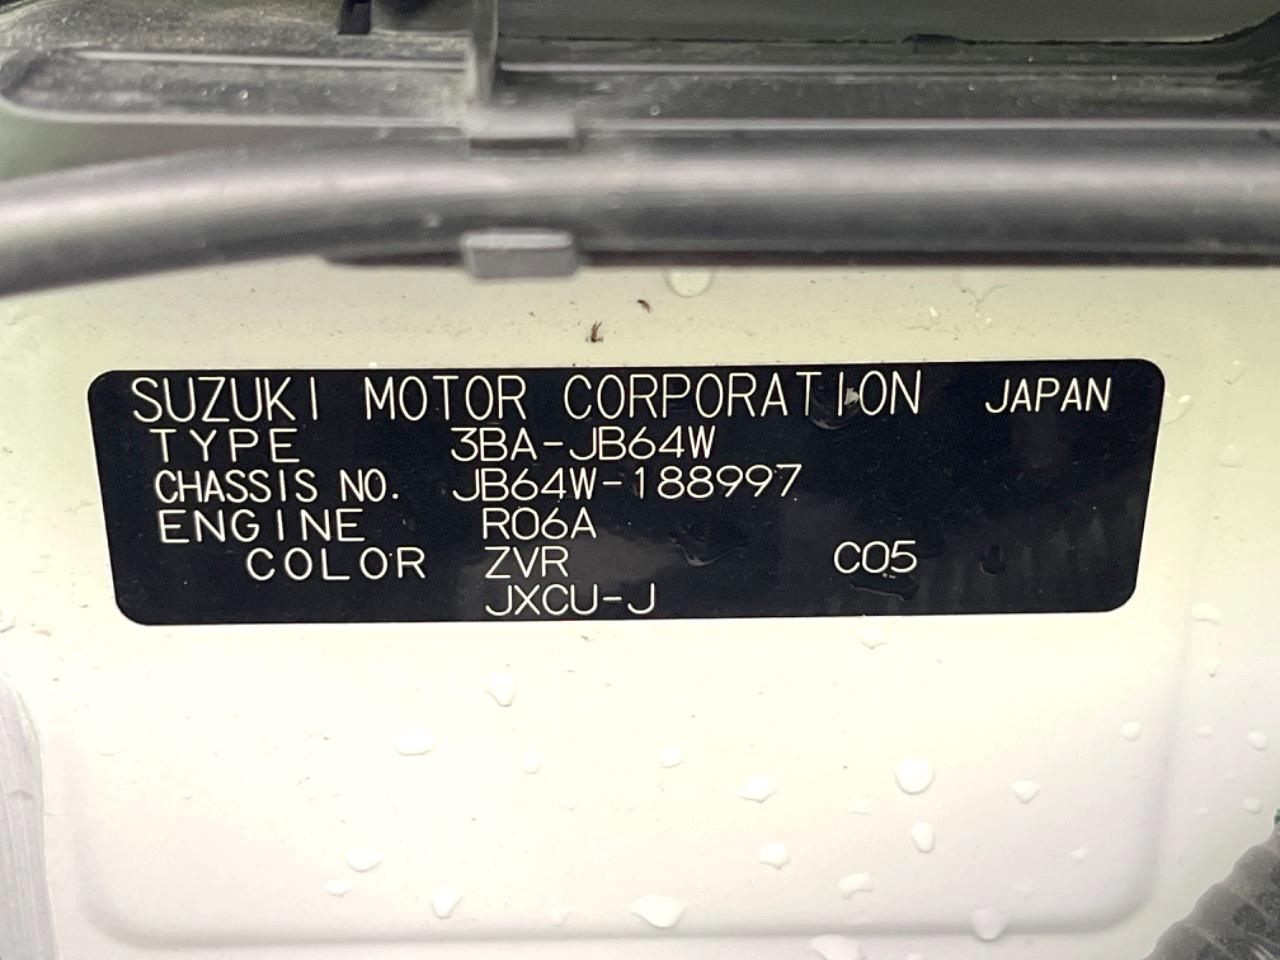 SUZUKI MOTOR CORPORATION JAPAN
TYPE 3BA-JB64W
CHASSIS NO. JB64W-188997
ENGINE R06A
COLOR ZVR C05
JXCU-J